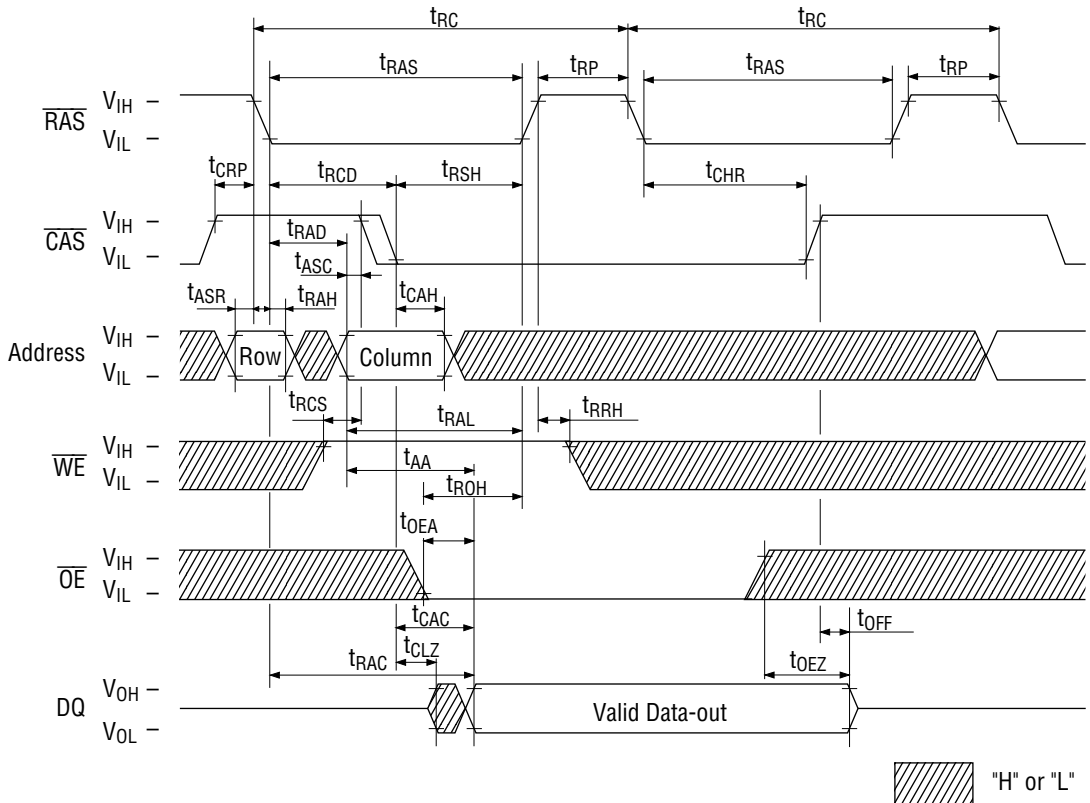 tRC tRC
tRAS tRP tRAS tRP
RAS VIH
VIL
tCRP tRCD tRSH tCHR
CAS VIH
VIL
tRAD
tASC
tASR tRAH tCAH
Address VIH
VIL
Row Column
tRCS tRAL tRRH
WE VIH
VIL
tAA
tROH
tOEA
OE VIH
VIL
tCAC tOFF
tRAC tCLZ tOEZ
DQ VOH
VOL
Valid Data-out
"H" or "L"